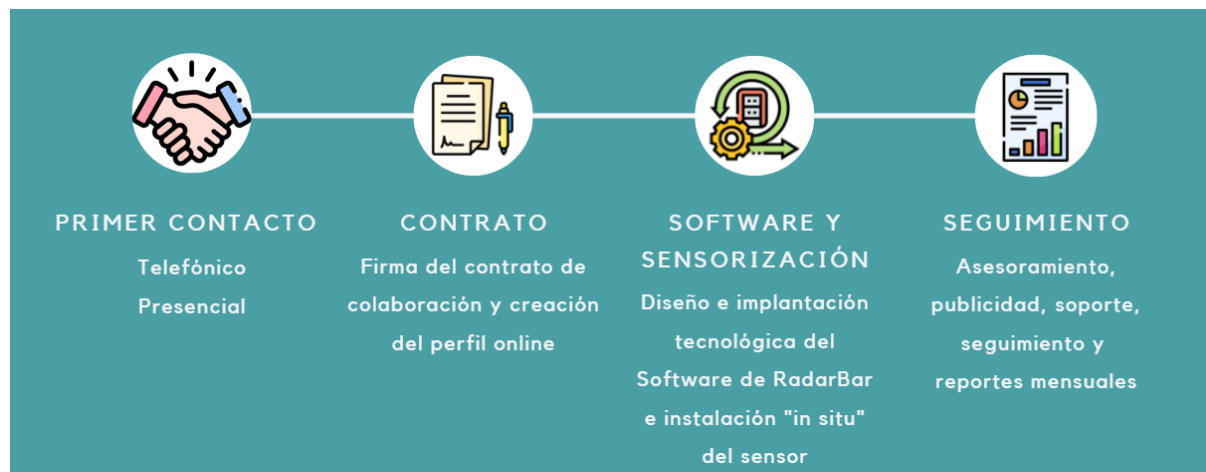 PRIMER CONTACTO
Telefónico
Presencial
CONTRATO
Firma del contrato de
colaboración y creación
del perfil online
SOFTWARE Y
SENSORIZACIÓN
Diseño e implantación
tecnológica del
Software de RadarBar
e instalación "in situ"
del sensor
SEGUIMIENTO
Asesoramiento,
publicidad, soporte,
seguimiento y
reportes mensuales